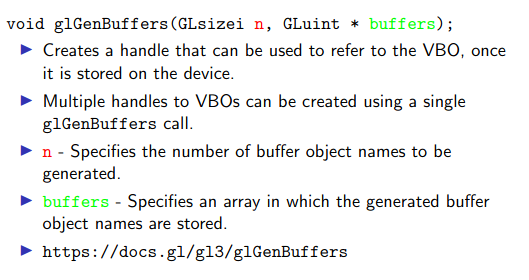 void glGenBuffers(GLsizei n, GLuint * buffers);
▶ Creates a handle that can be used to refer to the VBO, once
it is stored on the device.
▶ Multiple handles to VBOs can be created using a single
glGenBuffers call.
▶ n - Specifies the number of buffer object names to be
generated.
▶ buffers - Specifies an array in which the generated buffer
object names are stored.
▶ https://docs.gl/gl3/glGenBuffers